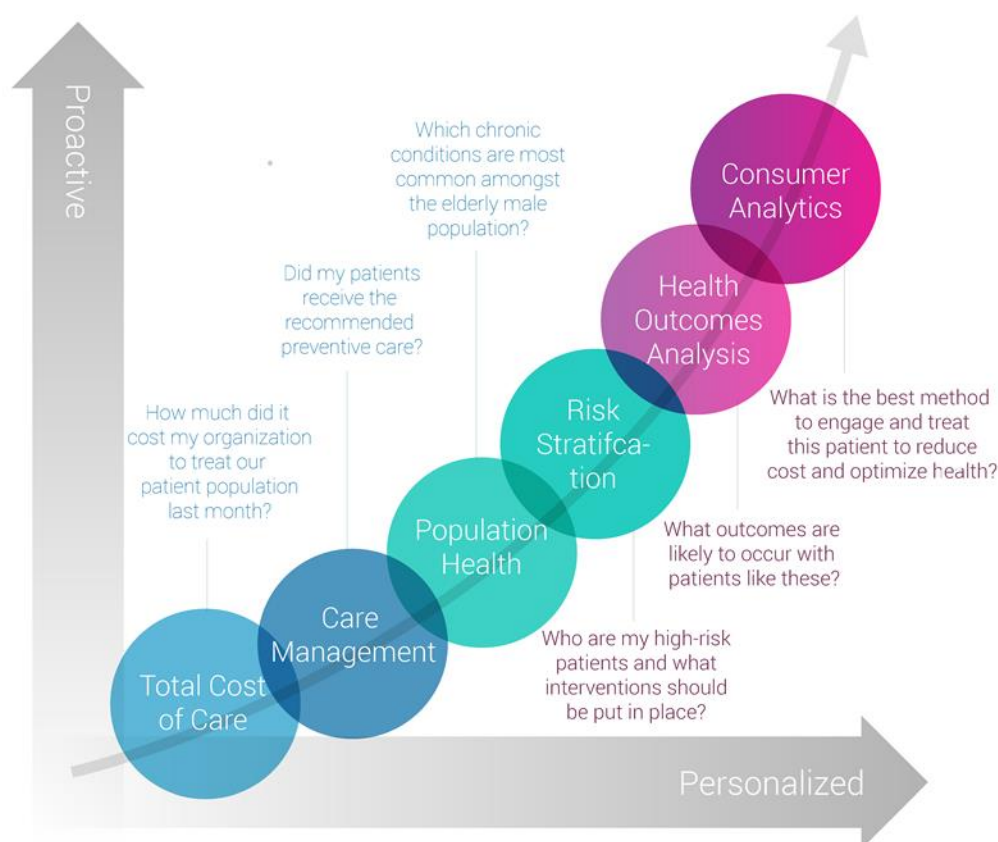 Proactive
Which chronic
conditions are most
common amongst
the elderly male
population?
Did my patients
receive the
recommended
preventive care?
How much did it
cost my organization
to treat our
patient population
last month?
Consumer
Analytics
Health
Outcomes
Analysis
Risk
Stratifca-
tion
Population
Health
Care
Management
Total Cost
of Care
What is the best method
to engage and treat
this patient to reduce
cost and optimize health?
What outcomes are
likely to occur with
patients like these?
Who are my high-risk
patients and what
interventions should
be put in place?
Personalized